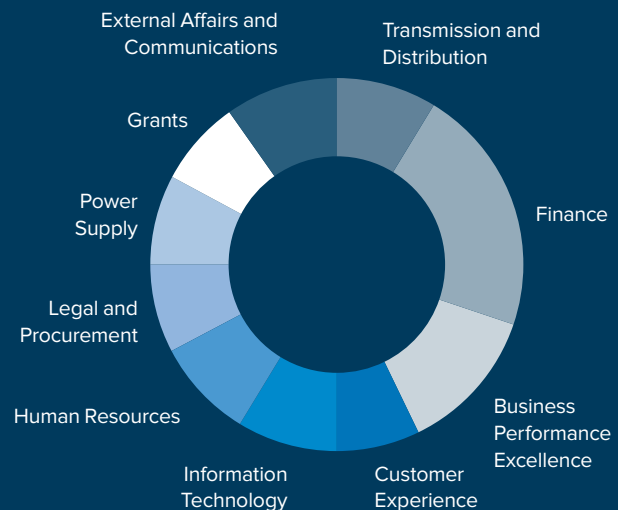 External Affairs and
Communications
Transmission and
Distribution
Grants
Finance
Power
Supply
Legal and
Procurement
Human Resources
Business
Performance
Excellence
Information
Technology
Customer
Experience